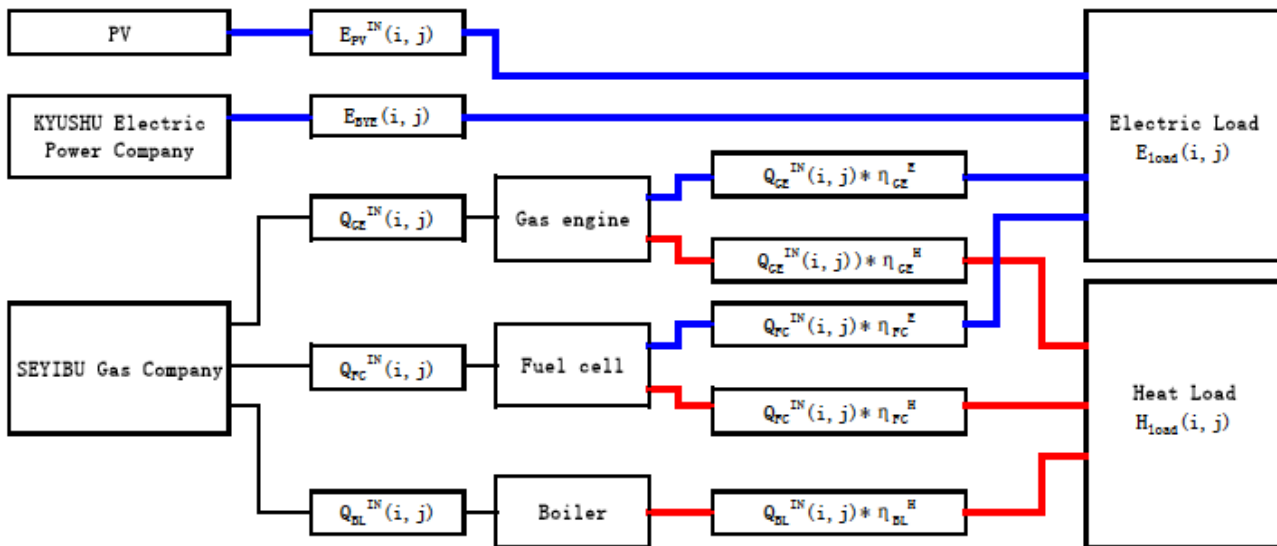 PV
E_PV^IN(i, j)
KYUSHU Electric
Power Company
E_BYE(i, j)
Electric Load
E_load(i, j)
Q_GE^IN(i, j)
Gas engine
Q_GE^IN(i, j)* η_GE^E
Q_GE^IN(i, j))* η_GE^H
SEYIBU Gas Company
Q_FC^IN(i, j)
Fuel cell
Q_FC^IN(i, j)* η_FC^E
Q_FC^IN(i, j)* η_FC^H
Heat Load
H_load(i, j)
Q_BL^IN(i, j)
Boiler
Q_BL^IN(i, j)* η_BL^H